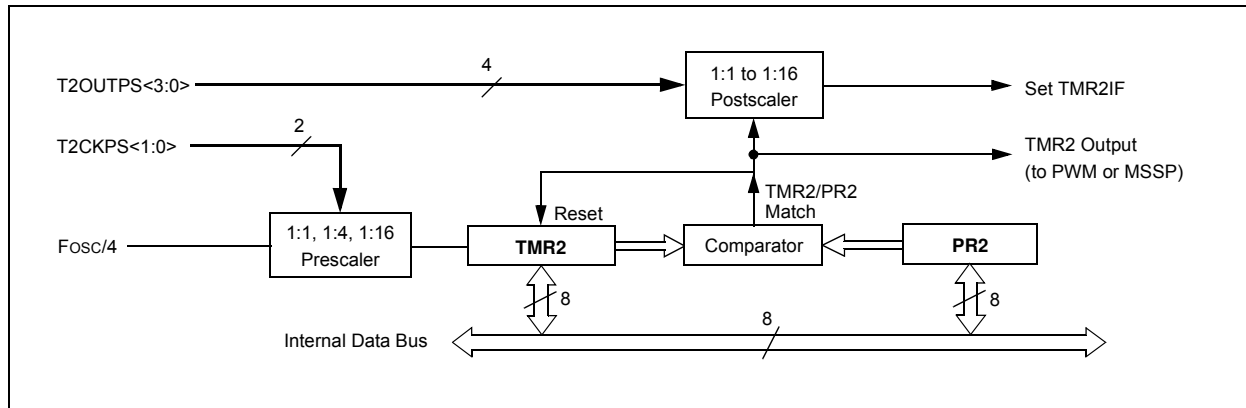 T2OUTPS<3:0>
4
1:1 to 1:16
Postscaler
Set TMR2IF
T2CKPS<1:0>
2
TMR2 Output
(to PWM or MSSP)
TMR2/PR2
Match
Reset
FOSC/4
1:1, 1:4, 1:16
Prescaler
TMR2
Comparator
PR2
8
8
Internal Data Bus
8